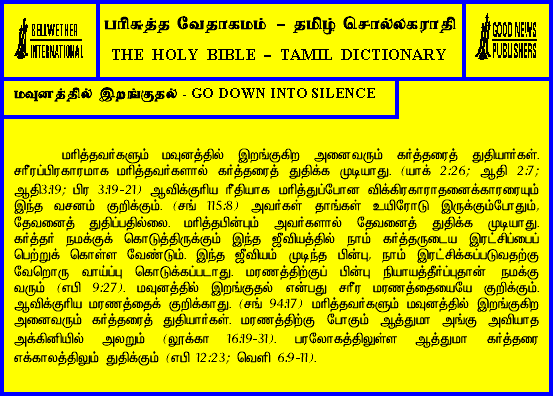 BELLWETHER
INTERNATIONAL
பரிசுத்த வேதாகமம் – தமிழ் சொல்லகராதி
THE HOLY BIBLE – TAMIL DICTIONARY
GOOD NEWS
PUBLISHERS
மவுனத்தில் இறங்குதல் - GO DOWN INTO SILENCE
மரித்தவர்களும் மவுனத்தில் இறங்குகிற அனைவரும் கர்த்தரைத் துதியார்கள்.
சரீரப்பிரகாரமாக மரித்தவர்களால் கர்த்தரைத் துதிக்க முடியாது. (யாக் 2:26; ஆதி 2:7;
ஆதி3:19; பிர 3:19-21) ஆவிக்குரிய ரீதியாக மரித்துப்போன விக்கிரகாராதனைக்காரரையும்
இந்த வசனம் குறிக்கும். (சங் 115:8) அவர்கள் தாங்கள் உயிரோடு இருக்கும்போதும்,
தேவனைத் துதிப்பதில்லை. மரித்தபின்பும் அவர்களால் தேவனைத் துதிக்க முடியாது.
கர்த்தர் நமக்குக் கொடுத்திருக்கும் இந்த ஜீவியத்தில் நாம் கர்த்தருடைய இரட்சிப்பைப்
பெற்றுக் கொள்ள வேண்டும். இந்த ஜீவியம் முடிந்த பின்பு, நாம் இரட்சிக்கப்படுவதற்கு
வேறொரு வாய்ப்பு கொடுக்கப்படாது. மரணத்திற்குப் பின்பு நியாயத்தீர்ப்புதான் நமக்கு
வரும் (எபி 9:27). மவுனத்தில் இறங்குதல் என்பது சரீர மரணத்தையையே குறிக்கும்.
ஆவிக்குரிய மரணத்தைக் குறிக்காது. (சங் 94:17) மரித்தவர்களும் மவுனத்தில் இறங்குகிற
அனைவரும் கர்த்தரைத் துதியார்கள். மரணத்திற்கு போகும் ஆத்துமா அங்கு அவியாத
அக்கினியில் அலறும் (லூக்கா 16:19-31). பரலோகத்திலுள்ள ஆத்துமா கர்த்தரை
எக்காலத்திலும் துதிக்கும் (எபி 12:23; வெளி 6:9-11).